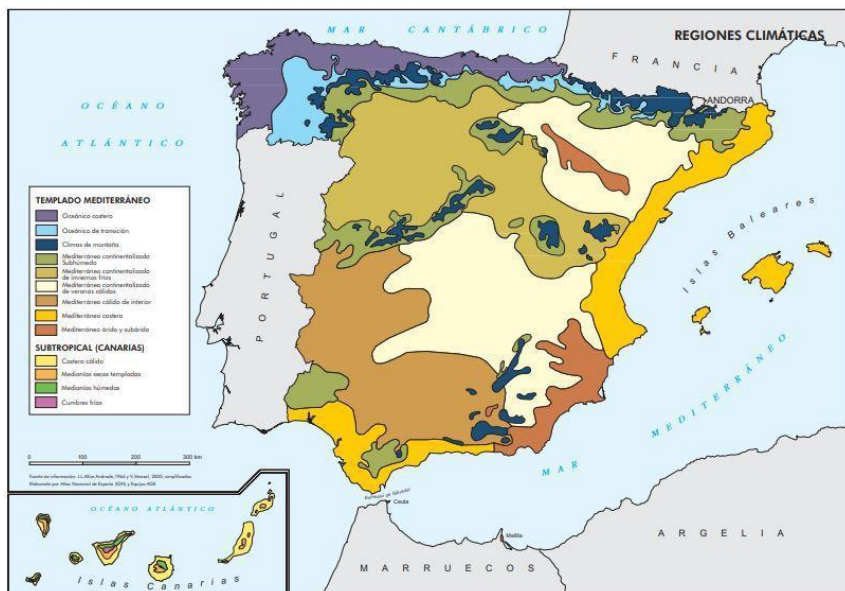 MAR CANTÁBRICO
REGIONES CLIMÁTICAS
FRANCIA
ANDORRA
OCÉANO
ATLÁNTICO
TEMPLADO MEDITERRÁNEO
Oceánico costero
Oceánico de transición
Climas de montaña
Mediterráneo continentalizado
Subhúmedo
Mediterráneo continentalizado
de inviernos fríos
Mediterráneo continentalizado
de veranos cálidos
Mediterráneo cálido de interior
Mediterráneo costero
Mediterráneo árido y subárido
SUBTROPICAL (CANARIAS)
Costero cálido
Medianías secas templadas
Medianías húmedas
Cumbres frías
PORTUGAL
Islas Baleares
MAR MEDITERRÁNEO
0 100 200 300 km
Ceuta
Melilla
MARRUECOS
ARGELIA
OCÉANO ATLÁNTICO
Islas Canarias